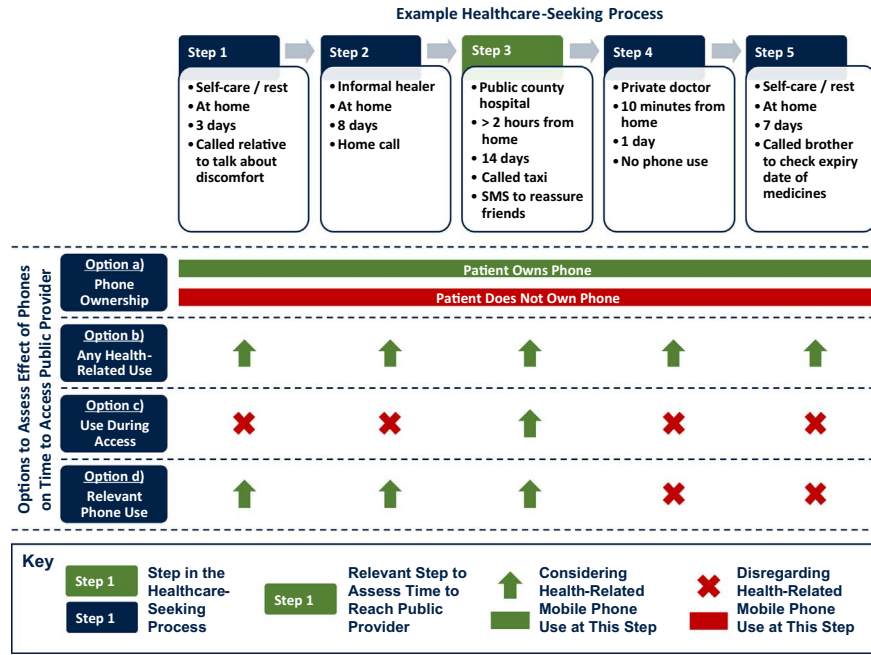 Example Healthcare-Seeking Process
Step 1
Step 2
Step 3
Step 4
Step 5
• Self-care / rest
• At home
• 3 days
• Called relative
to talk about
discomfort
• Informal healer
• At home
• 8 days
• Home call
• Public county
hospital
• > 2 hours from
home
• 14 days
• Called taxi
• SMS to reassure
friends
• Private doctor
• 10 minutes from
home
• 1 day
• No phone use
• Self-care / rest
• At home
• 7 days
• Called brother
to check expiry
date of
medicines
Options to Assess Effect of Phones
on Time to Access Public Provider
Option a)
Phone
Ownership
Patient Owns Phone
Patient Does Not Own Phone
Option b)
Any Health-
Related Use
Option c)
Use During
Access
Option d)
Relevant
Phone Use
Key
Step 1
Step 1
Step in the
Healthcare-
Seeking
Process
Step 1
Relevant Step to
Assess Time to
Reach Public
Provider
Considering
Health-Related
Mobile Phone
Use at This Step
Disregarding
Health-Related
Mobile Phone
Use at This Step